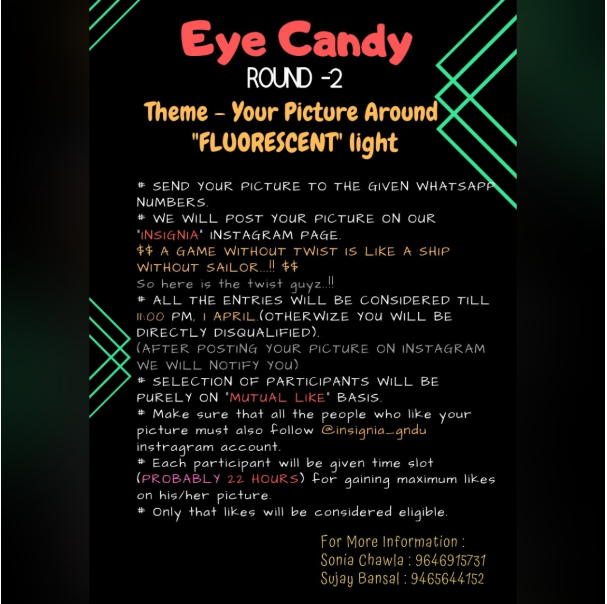 Eye Candy
ROUND -2
Theme - Your Picture Around
"FLUORESCENT" light
# SEND YOUR PICTURE TO THE GIVEN WHATSAPP
NUMBERS.
# WE WILL POST YOUR PICTURE ON OUR
"INSIGNIA" INSTAGRAM PAGE.
$$ A GAME WITHOUT TWIST IS LIKE A SHIP
WITHOUT SAILOR...!! $$
So here is the twist guyz..!!
# ALL THE ENTRIES WILL BE CONSIDERED TILL
11:00 PM, 1 APRIL.(OTHERWIZE YOU WILL BE
DIRECTLY DISQUALIFIED).
(AFTER POSTING YOUR PICTURE ON INSTAGRAM
WE WILL NOTIFY YOU)
# SELECTION OF PARTICIPANTS WILL BE
PURELY ON "MUTUAL LIKE" BASIS.
# Make sure that all the people who like your
picture must also follow @insignia_gndu
instragram account.
# Each participant will be given time slot
(PROBABLY 22 HOURS) for gaining maximum likes
on his/her picture.
# Only that likes will be considered eligible.
For More Information :
Sonia Chawla : 9646915731
Sujay Bansal : 9465644152